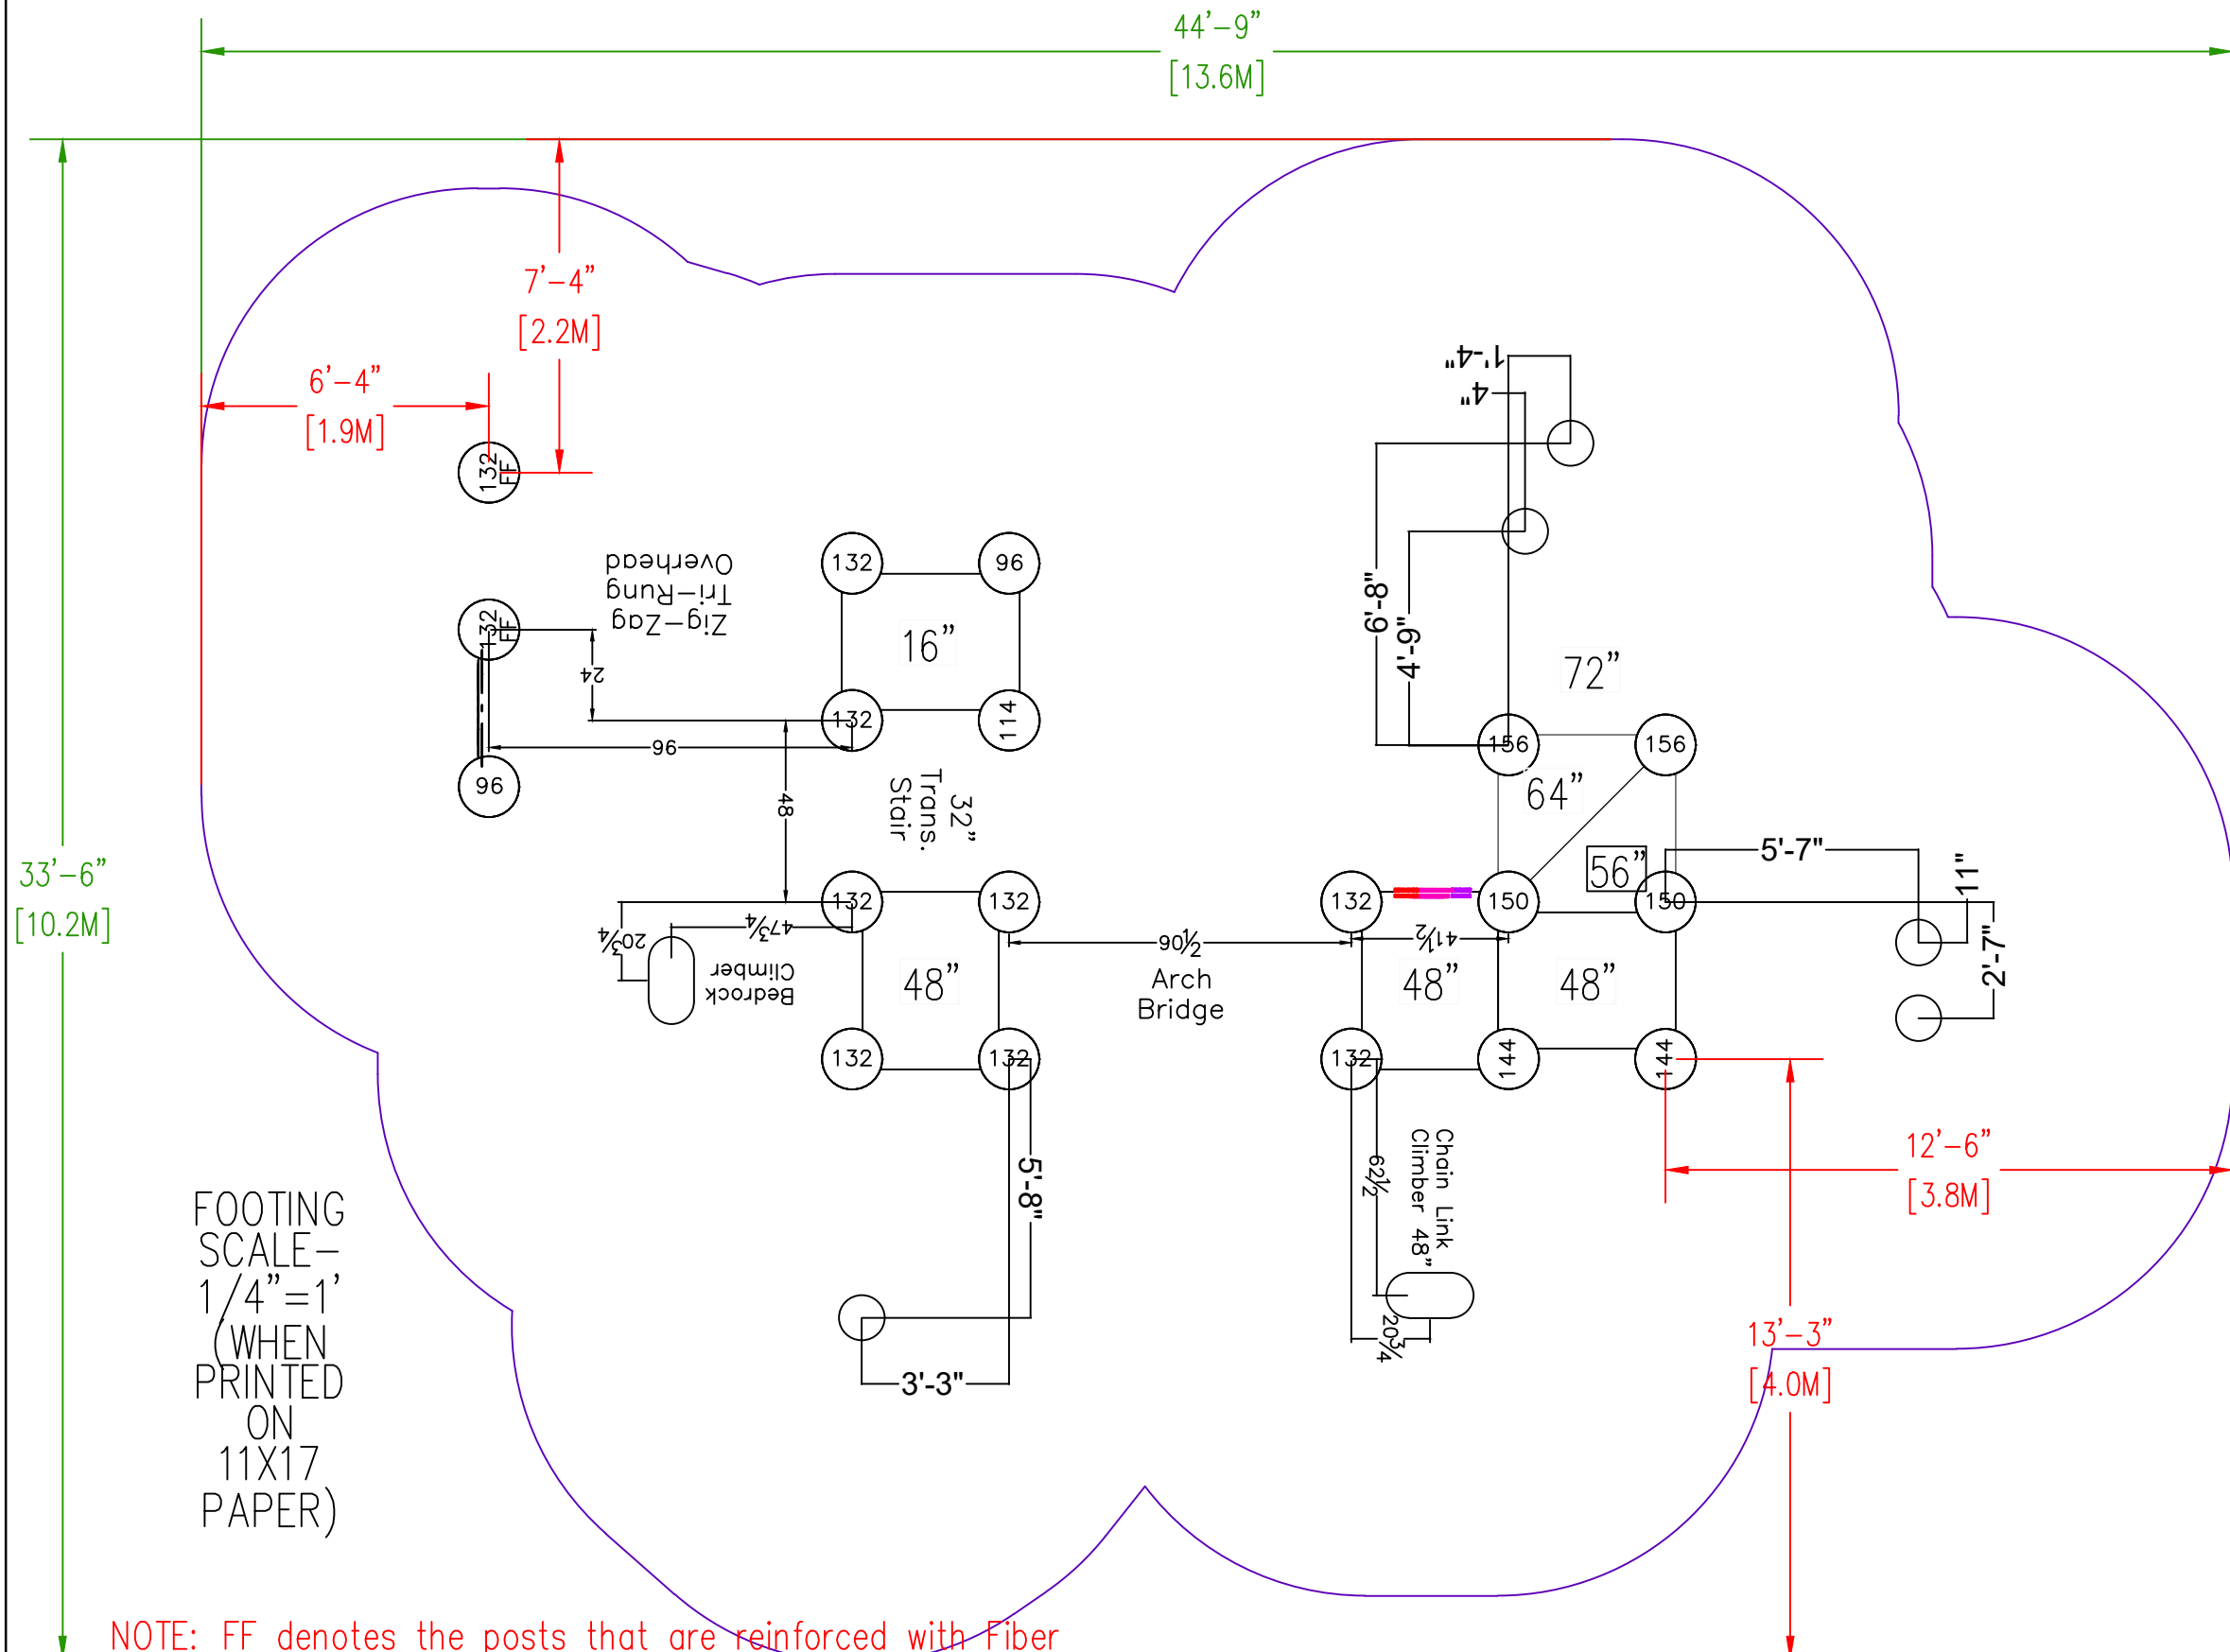 44'-9"
[13.6M]
7'-4"
[2.2M]
6'-4"
[1.9M]
1'-4"
4"
132
FF
132
96
Zig-Zag
Tri-Rung
Overhead
6'-8"
4'-9"
132
FF
16"
24
72"
132
114
96
156
156
96
64"
48
32"
Trans.
Stair
33'-6"
[10.2M]
56"
5'-7"
11"
132
132
132
150
150
20¾
47¾
90½
41½
2'-7"
Bedrock
Climber
48"
Arch
Bridge
48"
48"
132
132
132
144
144
5'-8"
62½
Chain Link
Climber 48"
12'-6"
[3.8M]
20¾
13'-3"
[4.0M]
3'-3"
FOOTING
SCALE-
1/4"=1'
(WHEN
PRINTED
ON
11X17
PAPER)
NOTE: FF denotes the posts that are reinforced with Fiber